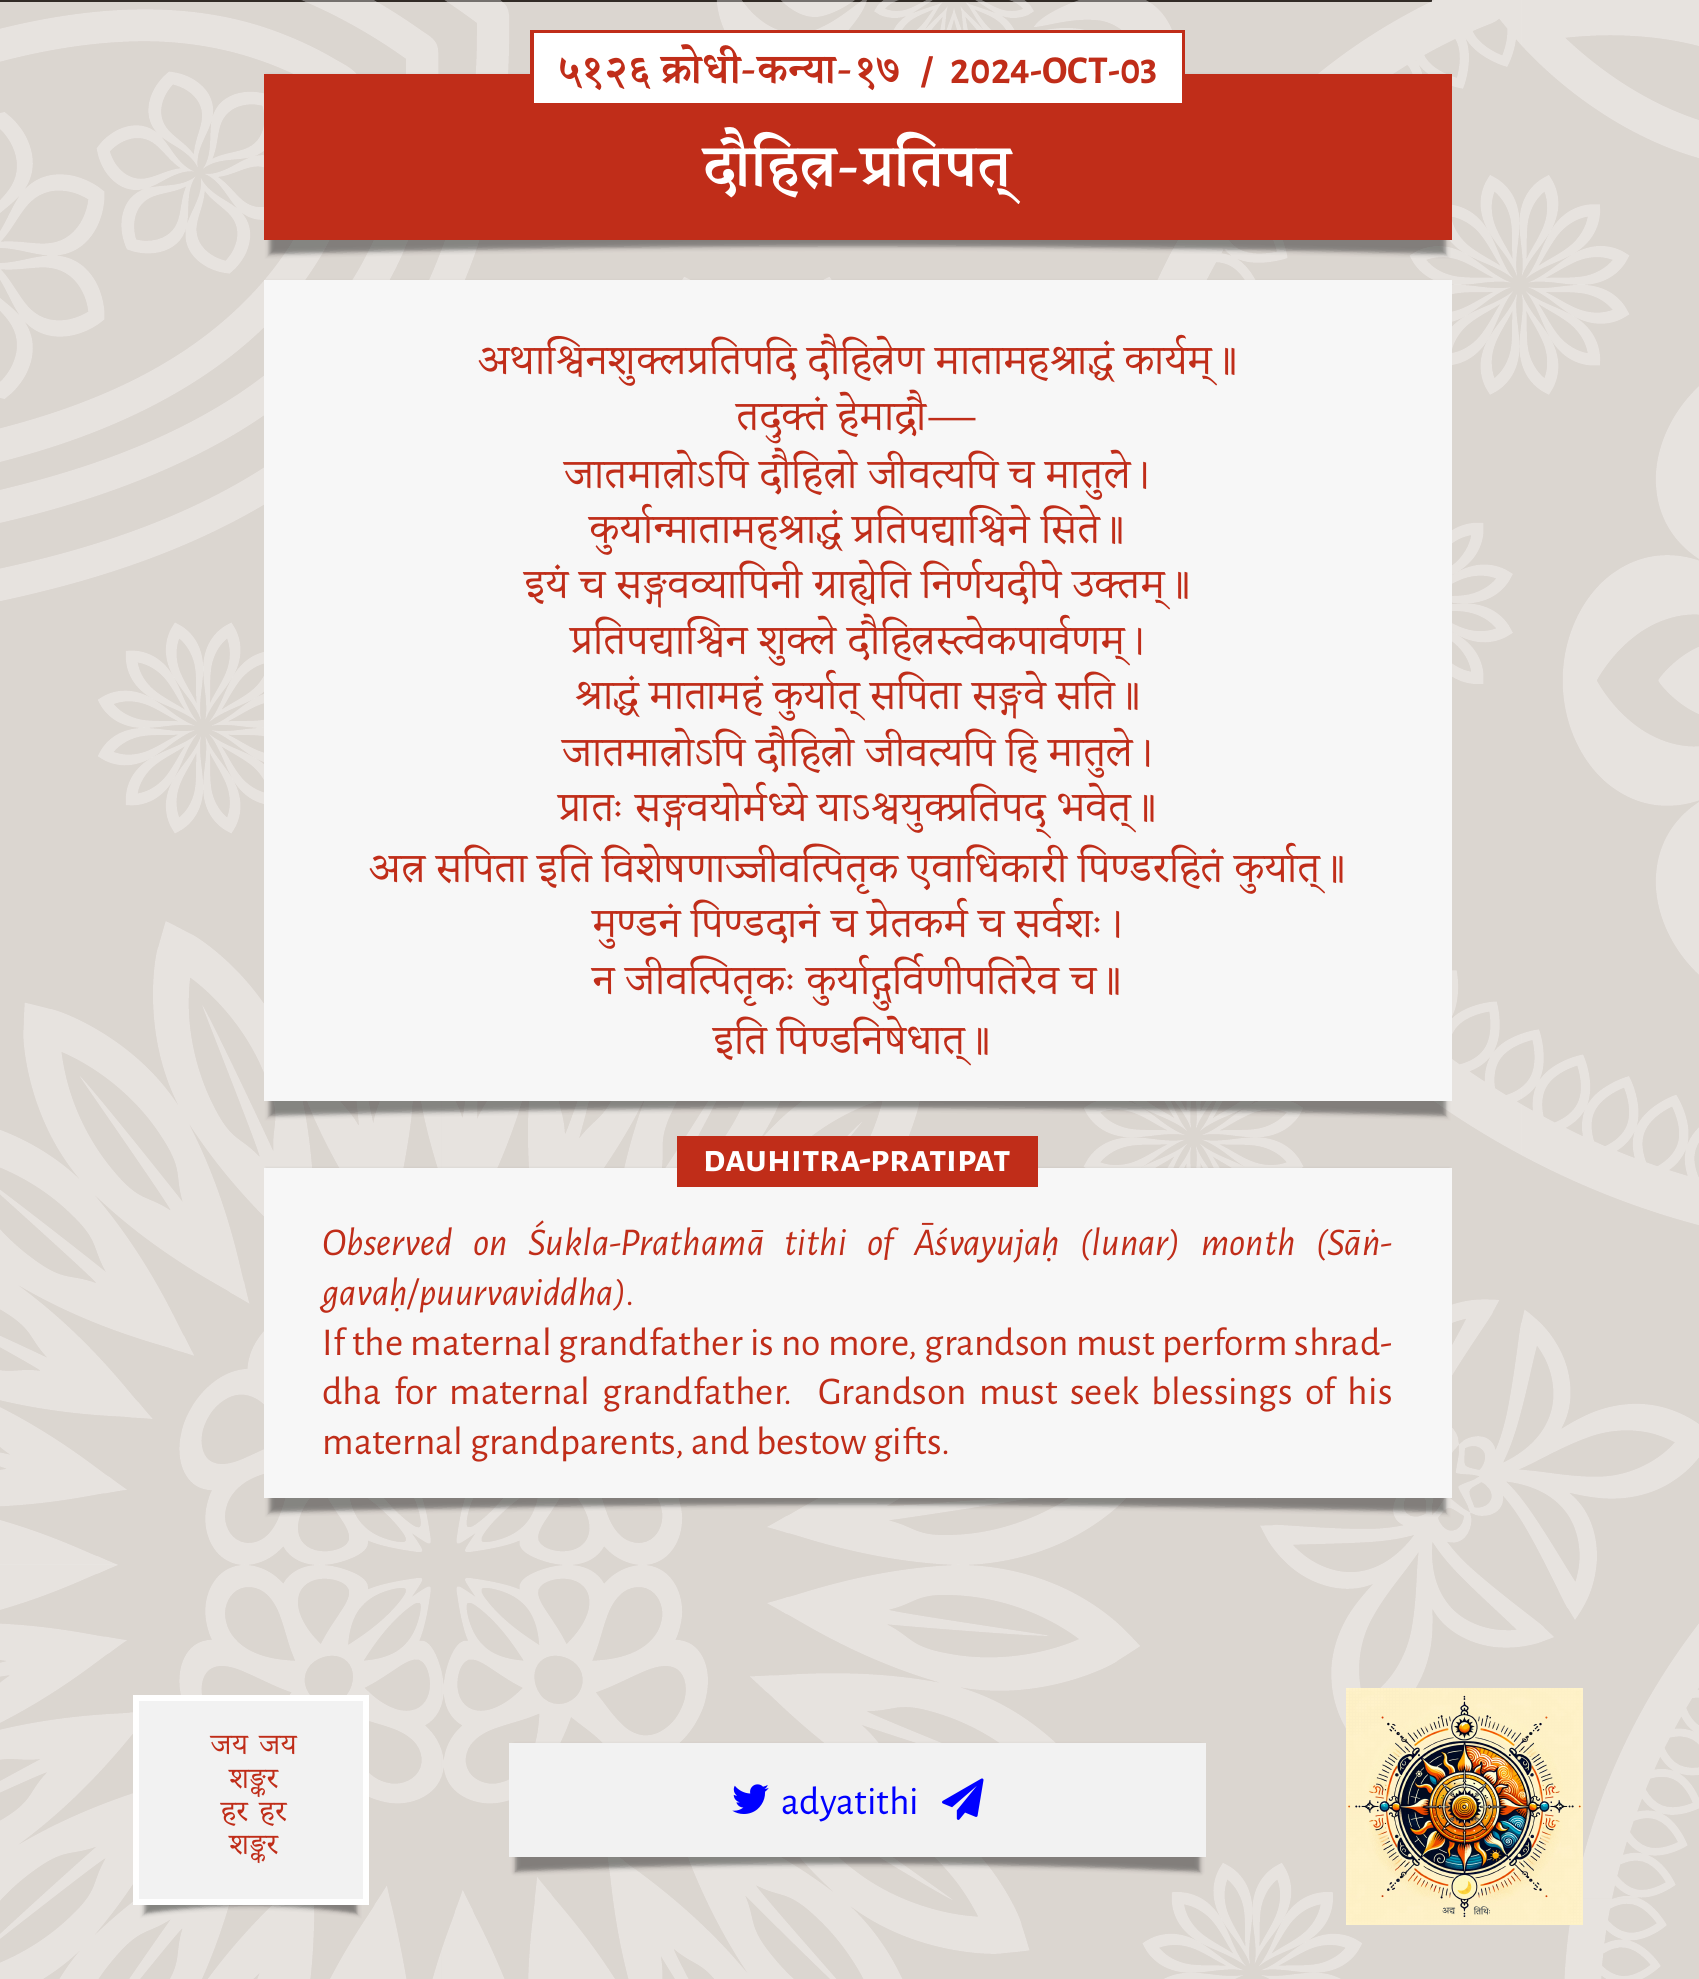 ५१२६ क्रोधी-कन्या-१७ / 2024-OCT-03
दौहित्र-प्रतिपत्
अथाश्विनशुक्लप्रतिपदि दौहित्रेण मातामहश्राद्धं कार्यम्॥
तदुक्तं हेमाद्रौ—
जातमात्रोऽपि दौहित्रो जीवत्यपि च मातुले।
कुर्यान्मातामहश्राद्धं प्रतिपद्याश्विने सिते॥
इयं च सङ्गवव्यापिनी ग्राह्येति निर्णयदीपे उक्तम्॥
प्रतिपद्याश्विन शुक्ले दौहित्रस्त्वेकपार्वणम्।
श्राद्धं मातामहं कुर्यात् सपिता सङ्गवे सति॥
जातमात्रोऽपि दौहित्रो जीवत्यपि हि मातुले।
प्रातः सङ्गवयोर्मध्ये याऽश्वयुक्प्रतिपद् भवेत्॥
अत्र सपिता इति विशेषणाज्जीवत्पितृक एवाधिकारी पिण्डरहितं कुर्यात्॥
मुण्डनं पिण्डदानं च प्रेतकर्म च सर्वशः।
न जीवत्पितृकः कुर्याद्गुर्विणीपतिरेव च॥
इति पिण्डनिषेधात्॥
DAUHITRA-PRATIPAT
Observed on Śukla-Prathamā tithi of Āśvayujaḥ (lunar) month (Sāṅ-
gavaḥ/puurvaviddha).
If the maternal grandfather is no more, grandson must perform shrad-
dha for maternal grandfather. Grandson must seek blessings of his
maternal grandparents, and bestow gifts.
जय जय
शङ्कर
हर हर
शङ्कर
adyatithi
अद्य तिथिः